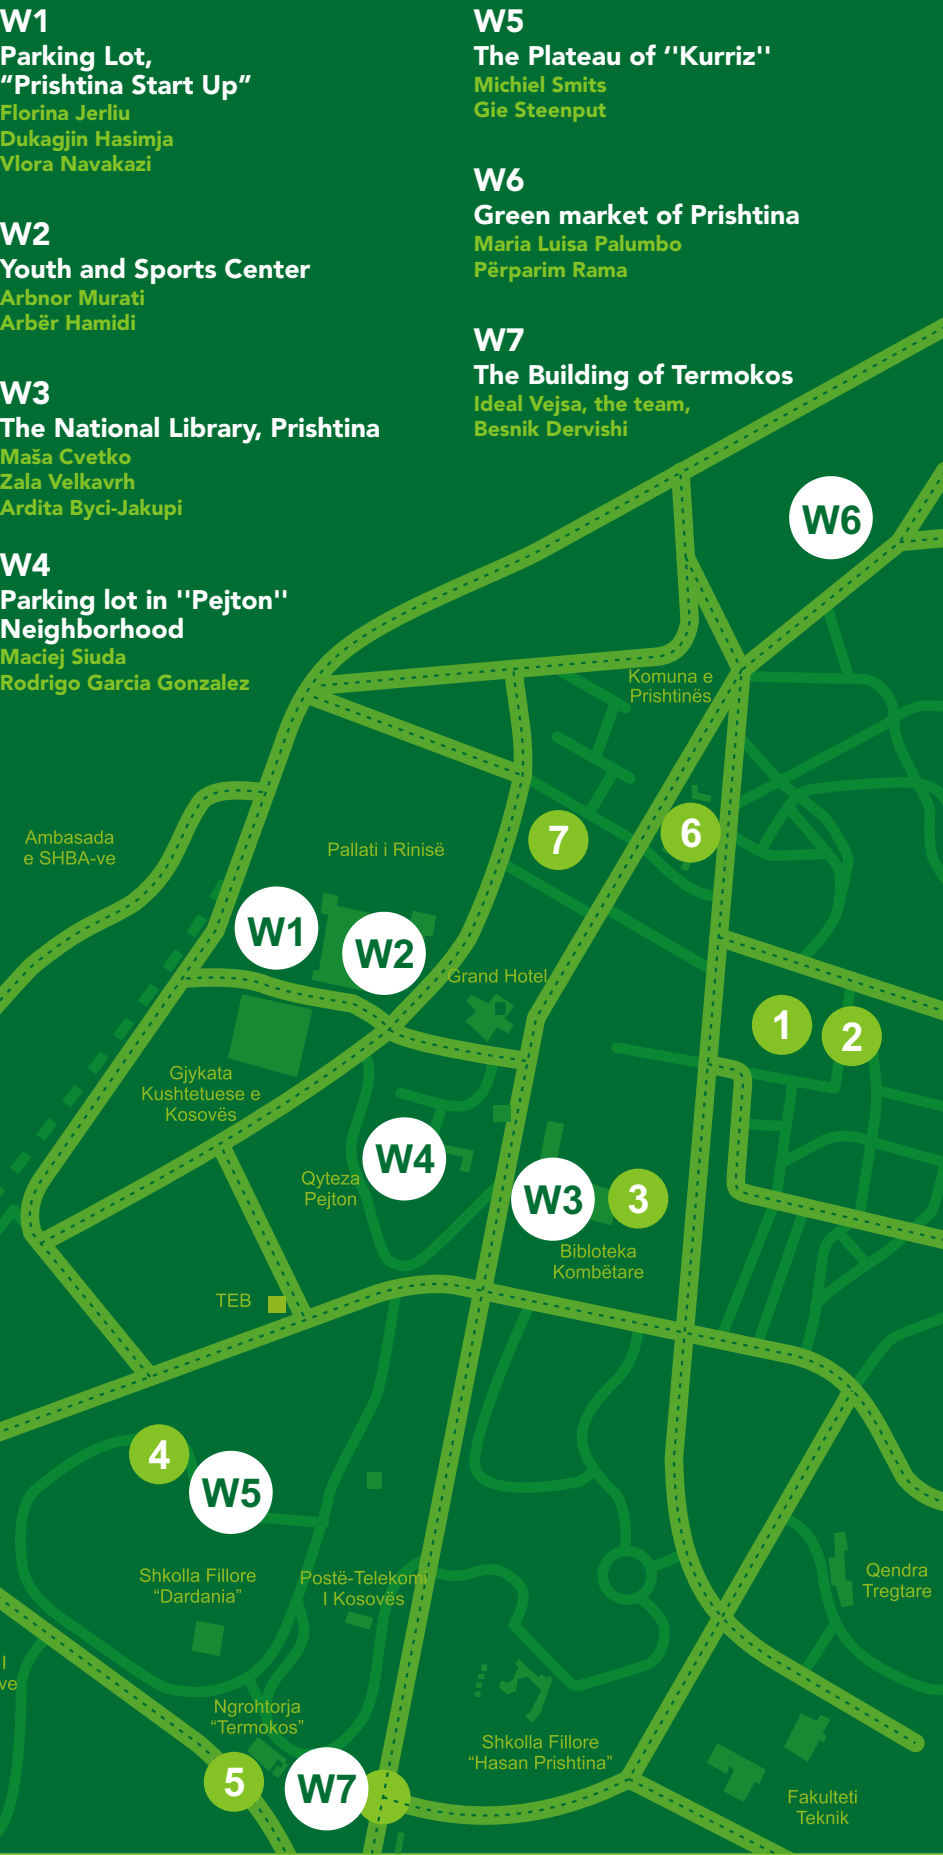 W1
Parking Lot,
“Prishtina Start Up”
Florina Jerliu
Dukagjin Hasimja
Vlora Navakazi
W2
Youth and Sports Center
Arbnor Murati
Arbër Hamidi
W3
The National Library, Prishtina
Maša Cvetko
Zala Velkavrh
Ardita Byci-Jakupi
W4
Parking lot in ''Pejton''
Neighborhood
Maciej Siuda
Rodrigo Garcia Gonzalez
W5
The Plateau of ‘'Kurriz''
Michiel Smits
Gie Steenput
W6
Green market of Prishtina
Maria Luisa Palumbo
Përparim Rama
W7
The Building of Termokos
Ideal Vejsa, the team,
Besnik Dervishi
W6
Komuna e
Prishtinës
Ambasada
e SHBA-ve
Pallati i Rinisë
7
6
W1
W2
Grand Hotel
1
2
Gjykata
Kushtetuese e
Kosovës
W4
Qyteza
Pejton
W3
3
Bibloteka
Kombëtare
TEB
4
W5
Shkolla Fillore
“Dardania”
Postë-Telekomi
I Kosovës
Qendra
Tregtare
I
ve
Ngrohtorja
“Termokos”
Shkolla Fillore
“Hasan Prishtina”
5
W7
Fakulteti
Teknik